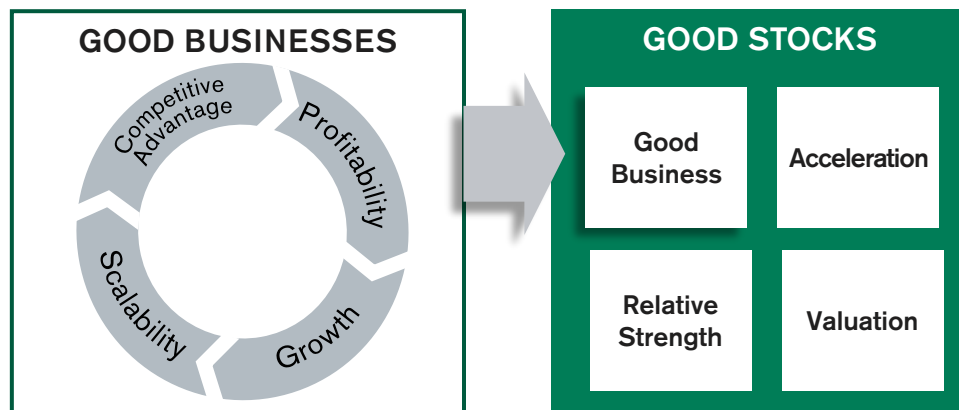 GOOD BUSINESSES
Competitive
Advantage
Profitability
Growth
Scalability
GOOD STOCKS
Good
Business
Acceleration
Relative
Strength
Valuation